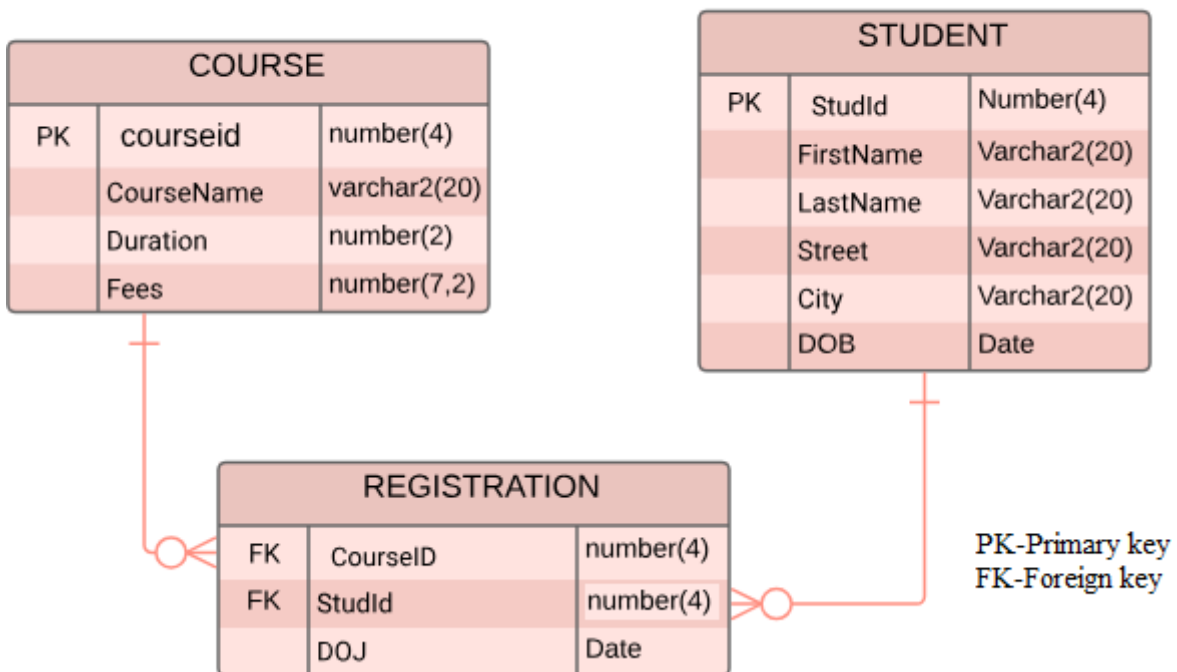 COURSE
PK courseid number(4)
CourseName varchar2(20)
Duration number(2)
Fees number(7,2)
STUDENT
PK StudId Number(4)
FirstName Varchar2(20)
LastName Varchar2(20)
Street Varchar2(20)
City Varchar2(20)
DOB Date
REGISTRATION
FK CourseID number(4)
FK StudId number(4)
DOJ Date
PK-Primary key
FK-Foreign key